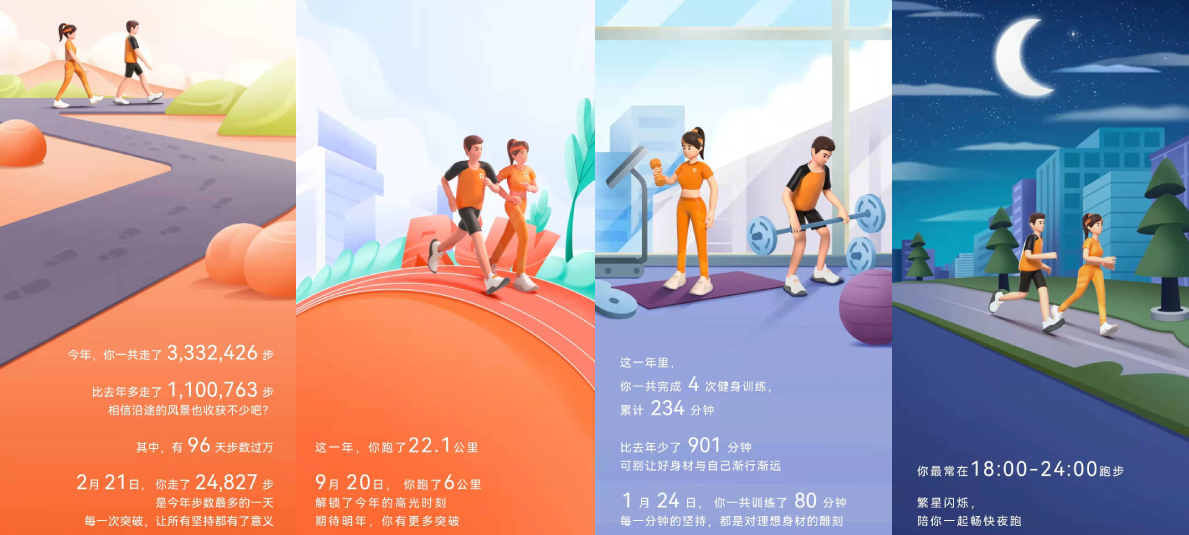 今年，你一共走了 3,332,426 步
比去年多走了 1,100,763 步
相信沿途的风景也收获不少吧？
其中，有 96 天步数过万
2月 21日，你走了 24,827 步
是今年步数最多的一天
每一次突破，让所有坚持都有了意义
RUN
这一年，你跑了22.1公里
9月 20日，你跑了6公里
解锁了今年的高光时刻
期待明年，你有更多突破
这一年里，
你一共完成 4 次健身训练，
累计 234 分钟
比去年少了 901 分钟
可别让好身材与自己渐行渐远
1 月 24 日，你一共训练了 80 分钟
每一分钟的坚持，都是对理想身材的雕刻
你最常在18:00-24:00跑步
繁星闪烁，
陪你一起畅快夜跑